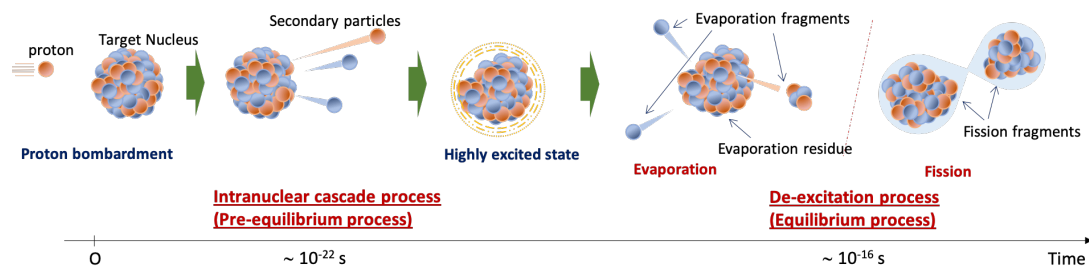 proton
Target Nucleus
Secondary particles
Evaporation fragments
Fission fragments
Evaporation residue
Proton bombardment
Highly excited state
Evaporation
Fission
Intranuclear cascade process
(Pre-equilibrium process)
De-excitation process
(Equilibrium process)
O
~ 10⁻²² s
~ 10⁻¹⁶ s
Time